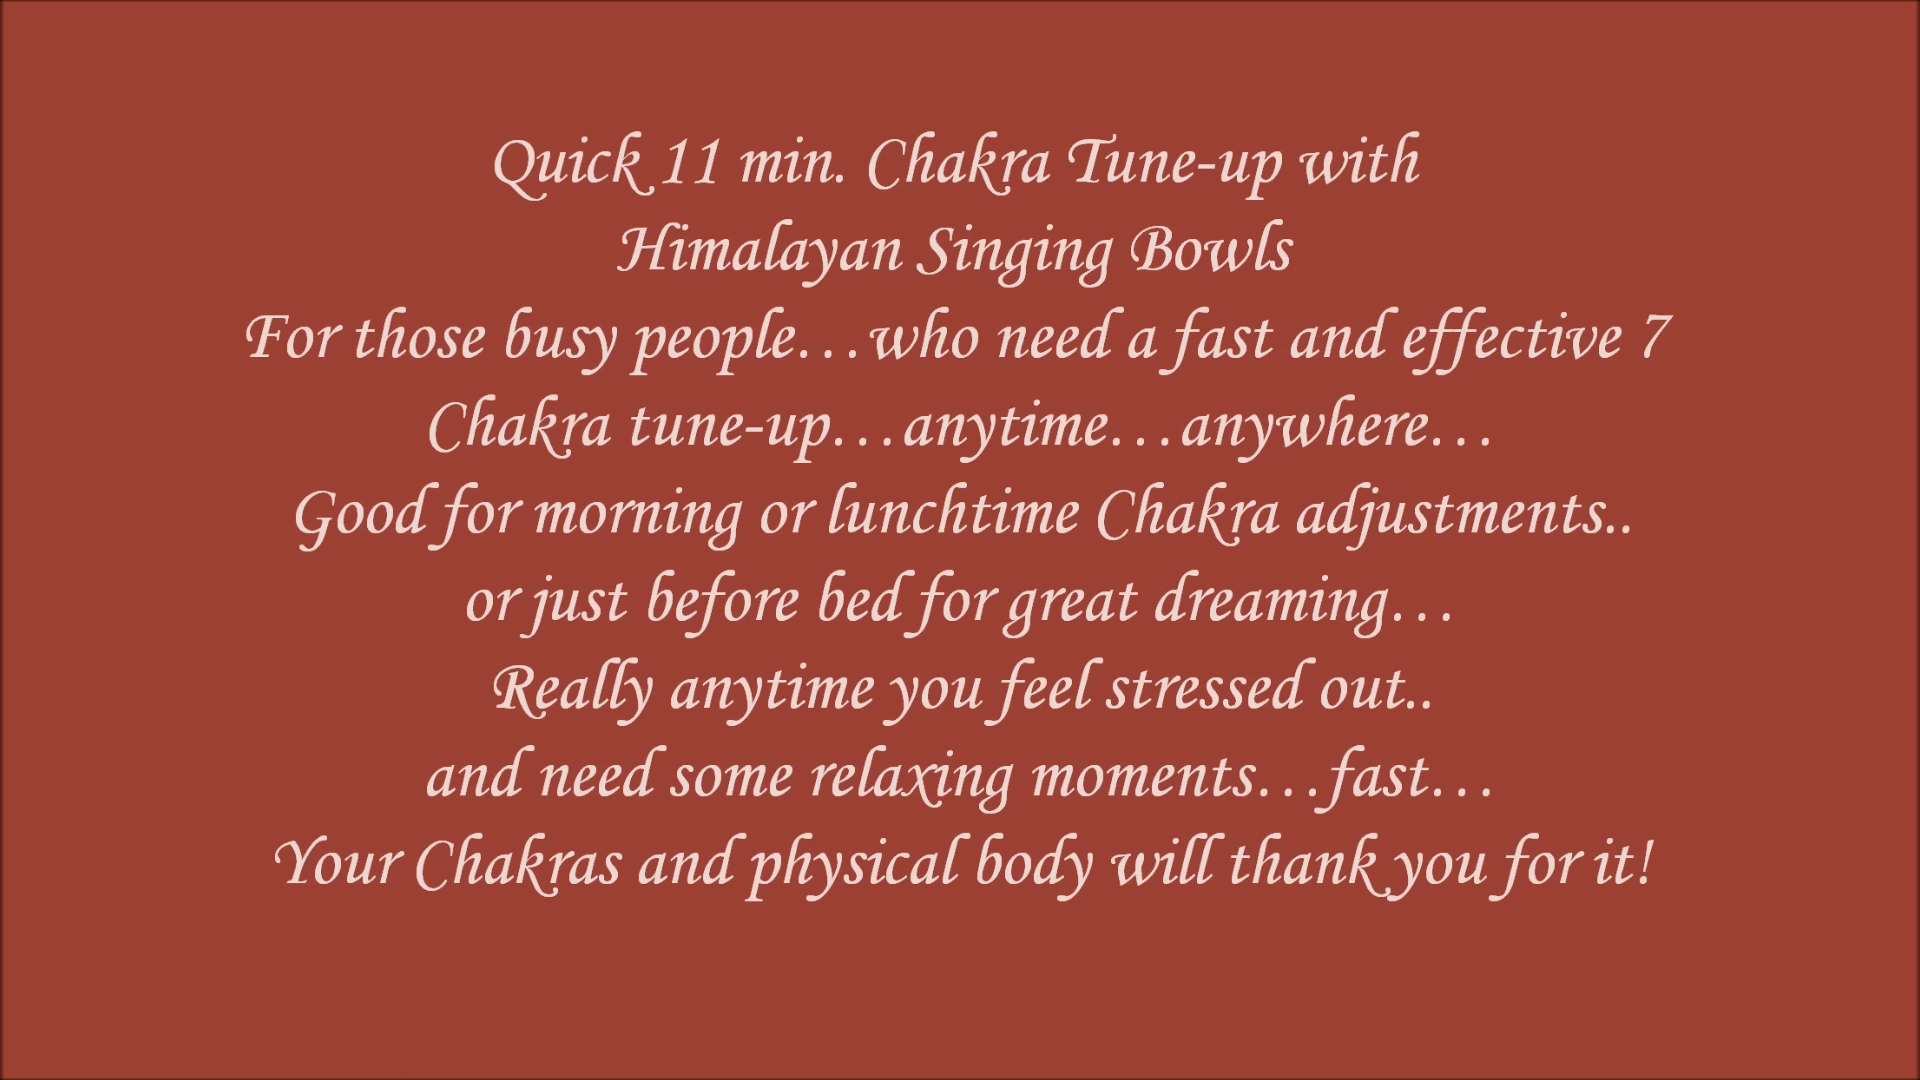 Quick 11 min. Chakra Tune-up with
Himalayan Singing Bowls
For those busy people…who need a fast and effective 7
Chakra tune-up…anytime…anywhere…
Good for morning or lunchtime Chakra adjustments..
or just before bed for great dreaming…
Really anytime you feel stressed out..
and need some relaxing moments…fast…
Your Chakras and physical body will thank you for it!